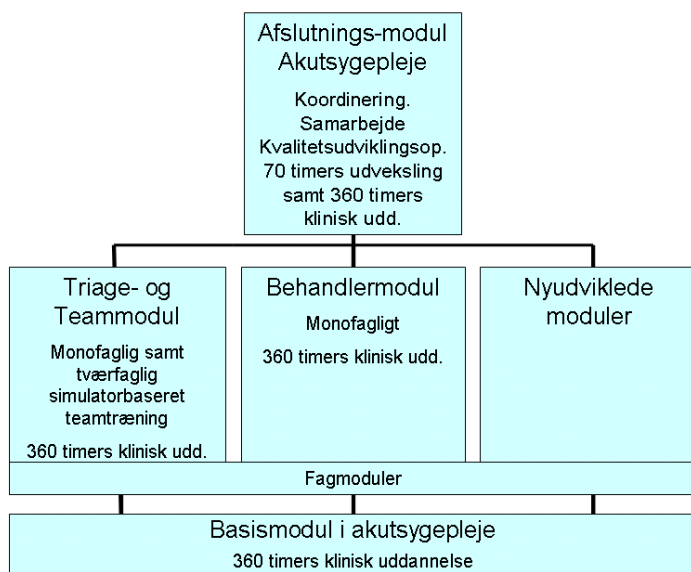 Afslutnings-modul
Akutsygepleje
Koordinering.
Samarbejde
Kvalitetsudviklingsop.
70 timers udveksling
samt 360 timers
klinisk udd.
Triage- og
Teammodul
Monofaglig samt
tværfaglig
simulatorbaseret
teamtræning
360 timers klinisk udd.
Behandlermodul
Monofagligt
360 timers klinisk udd.
Nyudviklede
moduler
Fagmoduler
Basismodul i akutsygepleje
360 timers klinisk uddannelse